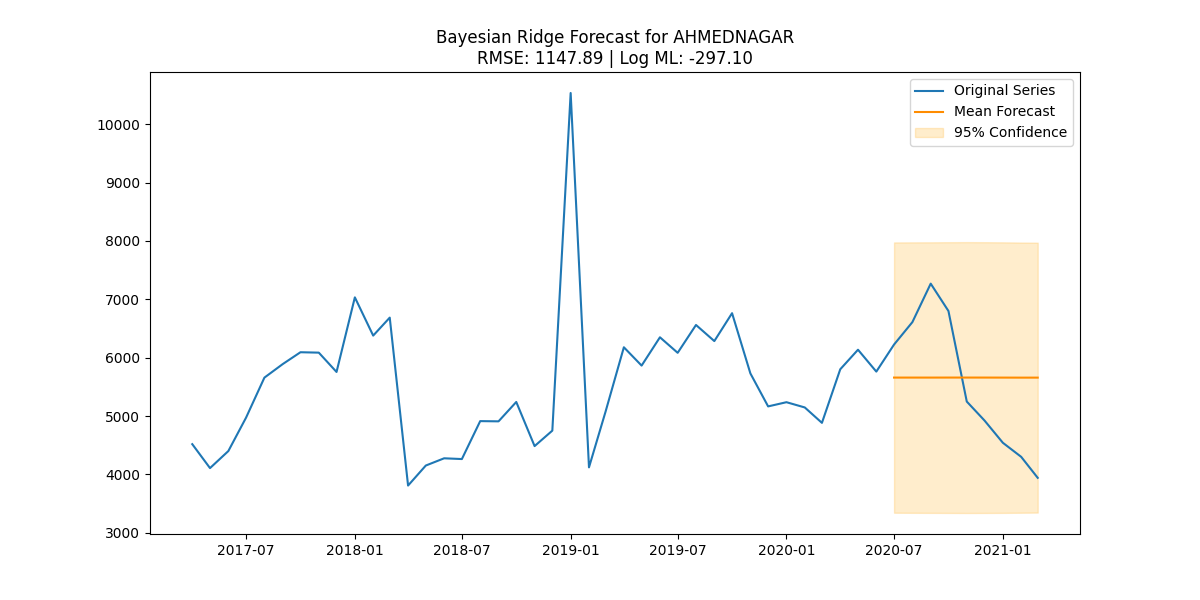 Bayesian Ridge Forecast for AHMEDNAGAR
RMSE: 1147.89 | Log ML: -297.10
Original Series
Mean Forecast
95% Confidence
10000
9000
8000
7000
6000
5000
4000
3000
2017-07 2018-01 2018-07 2019-01 2019-07 2020-01 2020-07 2021-01